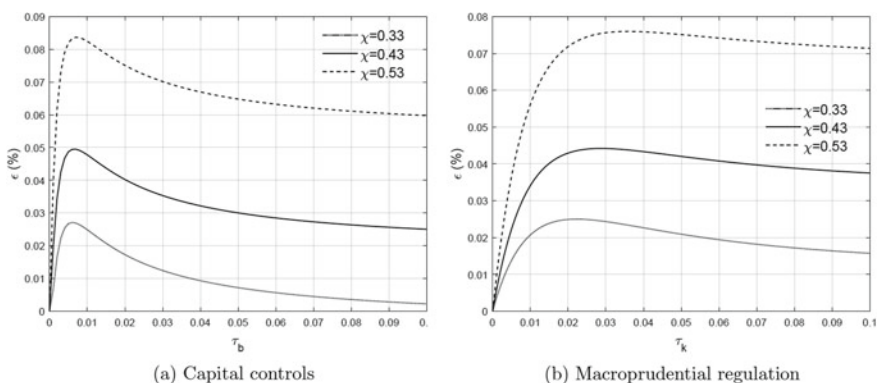 0.09
0.08
0.07
0.06
0.05
0.04
0.03
0.02
0.01
0
ϵ (%)
χ=0.33
χ=0.43
χ=0.53
0 0.01 0.02 0.03 0.04 0.05 0.06 0.07 0.08 0.09 0.1
τb
(a) Capital controls
0.08
0.07
0.06
0.05
0.04
0.03
0.02
0.01
0
ϵ (%)
χ=0.33
χ=0.43
χ=0.53
0 0.01 0.02 0.03 0.04 0.05 0.06 0.07 0.08 0.09 0.1
τk
(b) Macroprudential regulation